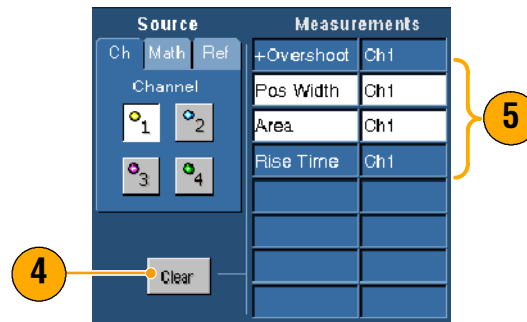 Source
Measurements
Ch Math Ref
Channel
1
2
3
4
+Overshoot Ch1
Pos Width Ch1
Area Ch1
Rise Time Ch1
5
4
Clear